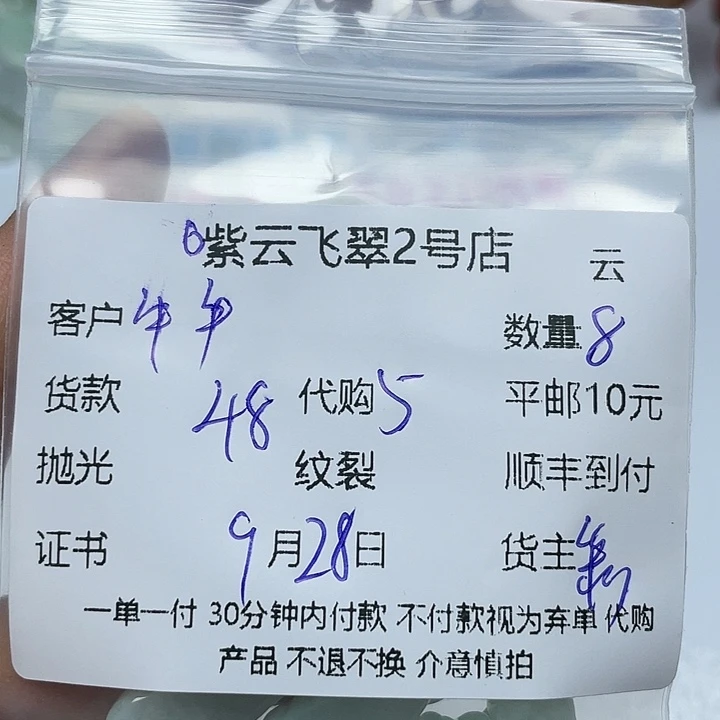 紫云飞翠2号店 云
客户 数量8
货款 48 代购5 平邮10元
抛光 纹裂 顺丰到付
证书 9月28日 货主
一单一付 30分钟内付款 不付款视为弃单 代购
产品 不退不换 介意慎拍